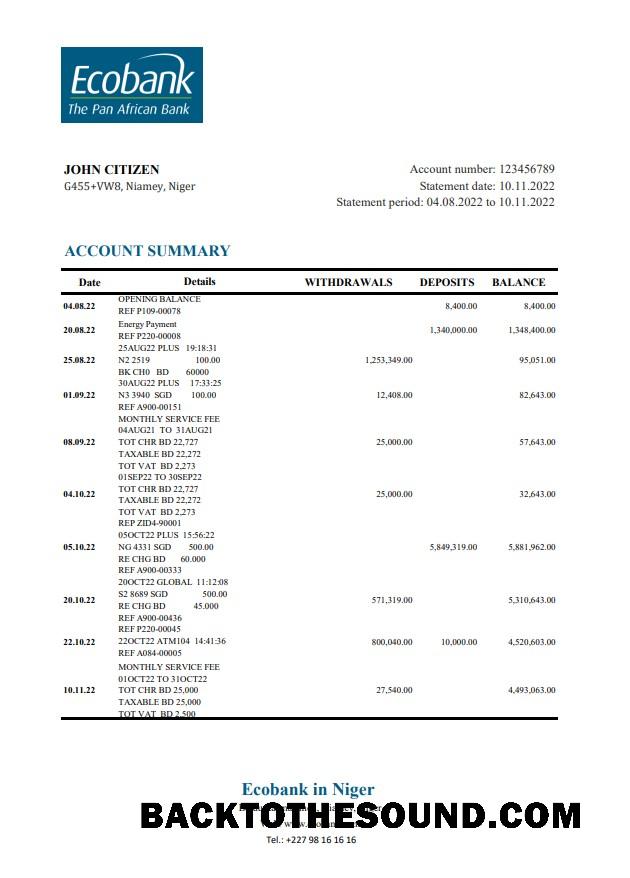 Ecobank
The Pan African Bank
JOHN CITIZEN
G455+VW8, Niamey, Niger
Account number: 123456789
Statement date: 10.11.2022
Statement period: 04.08.2022 to 10.11.2022
ACCOUNT SUMMARY
Date Details WITHDRAWALS DEPOSITS BALANCE
OPENING BALANCE
04.08.22 8,400.00 8,400.00
REF P109-00078
Energy Payment
20.08.22 1,340,000.00 1,348,400.00
REF P220-00008
25AUG22 PLUS 19:18:31
25.08.22 N2 2519 100.00 1,253,349.00 95,051.00
BK CH0 BD 60000
30AUG22 PLUS 17:33:25
01.09.22 N3 3940 SGD 100.00 12,408.00 82,643.00
REF A900-00151
MONTHLY SERVICE FEE
04AUG21 TO 31AUG21
08.09.22 TOT CHR BD 22,727 25,000.00 57,643.00
TAXABLE BD 22,272
TOT VAT BD 2,273
01SEP22 TO 30SEP22
TOT CHR BD 22,727
04.10.22 25,000.00 32,643.00
TAXABLE BD 22,272
TOT VAT BD 2,273
REP ZID4-90001
05OCT22 PLUS 15:56:22
05.10.22 NG 4331 SGD 500.00 5,849,319.00 5,881,962.00
RE CHG BD 60.000
REF A900-00333
20OCT22 GLOBAL 11:12:08
S2 8689 SGD 500.00
20.10.22 571,319.00 5,310,643.00
RE CHG BD 45.000
REF A900-00436
REF P220-00045
22.10.22 22OCT22 ATM104 14:41:36 800,040.00 10,000.00 4,520,603.00
REF A084-00005
MONTHLY SERVICE FEE
01OCT22 TO 31OCT22
10.11.22 TOT CHR BD 25,000 27,540.00 4,493,063.00
TAXABLE BD 25,000
TOT VAT BD 2,500
Ecobank in Niger
BACKTOTHESOUND.COM
Tel.: +227 98 16 16 16